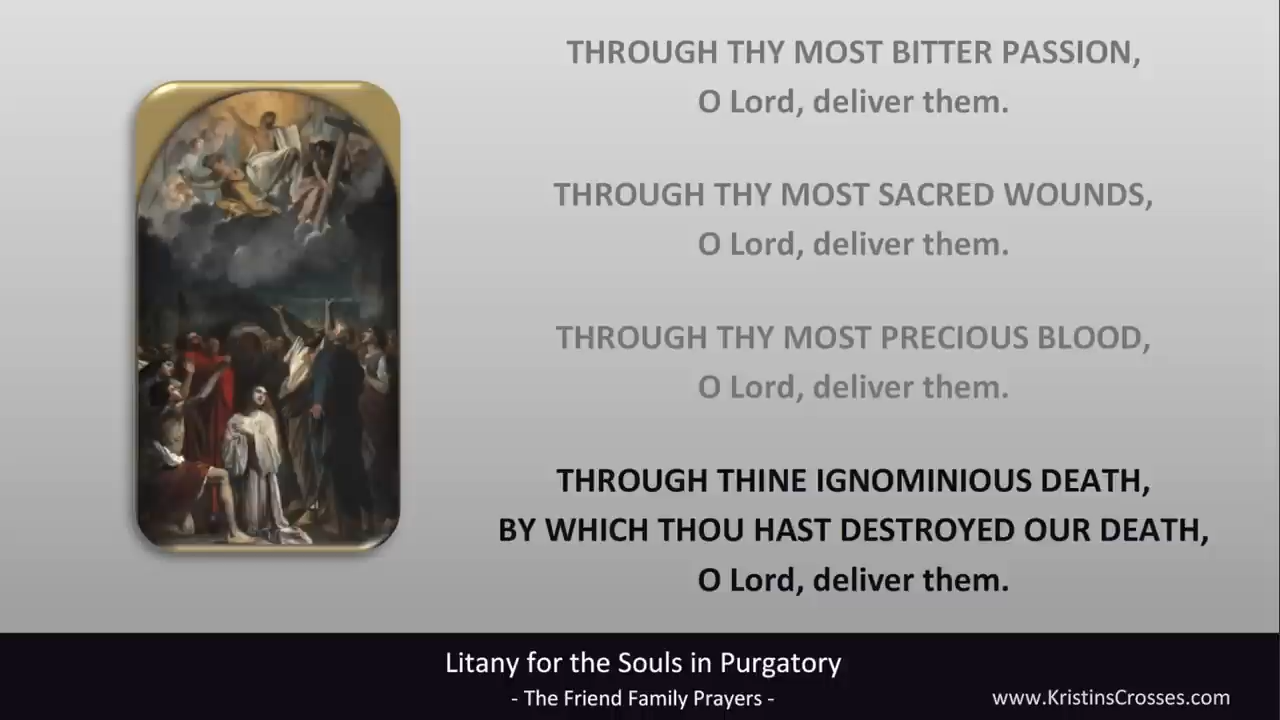 THROUGH THY MOST BITTER PASSION,
O Lord, deliver them.
THROUGH THY MOST SACRED WOUNDS,
O Lord, deliver them.
THROUGH THY MOST PRECIOUS BLOOD,
O Lord, deliver them.
THROUGH THINE IGNOMINIOUS DEATH,
BY WHICH THOU HAST DESTROYED OUR DEATH,
O Lord, deliver them.
Litany for the Souls in Purgatory
- The Friend Family Prayers -
www.KristinsCrosses.com